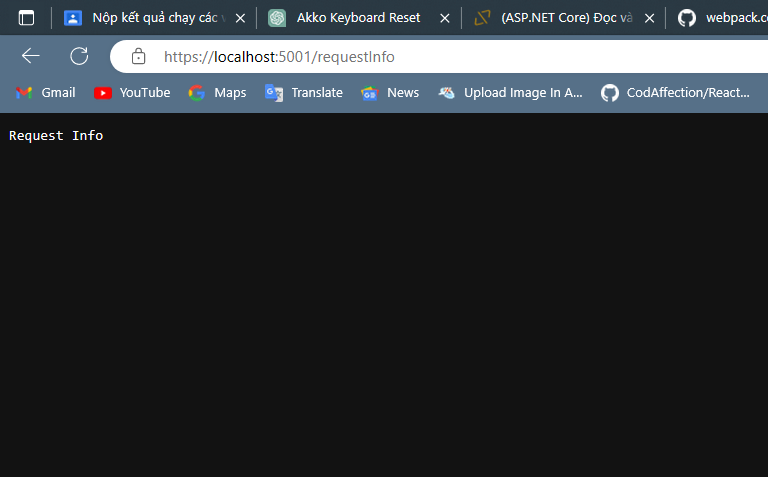 Nộp kết quả chạy các
Akko Keyboard Reset
(ASP.NET Core) Đọc và
webpack.co
https://localhost:5001/requestInfo
Gmail
YouTube
Maps
Translate
News
Upload Image In A...
CodAffection/React...
Request Info